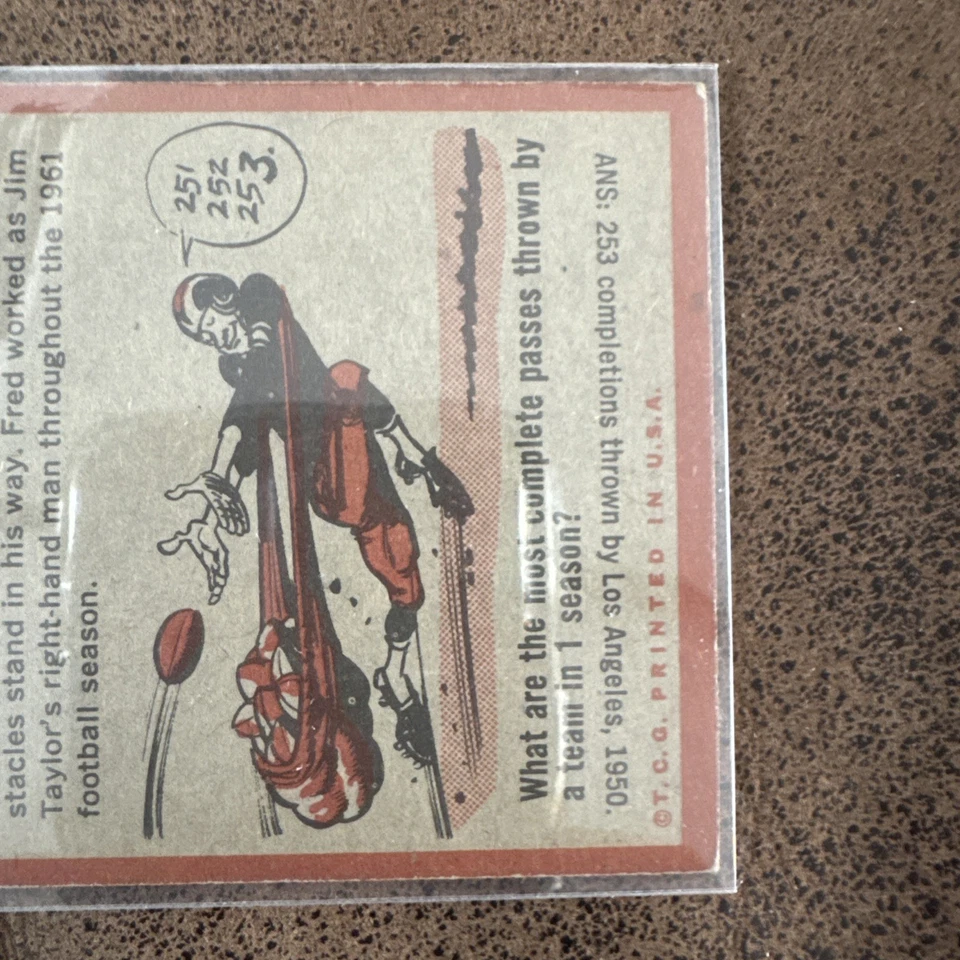 stacles stand in his way. Fred worked as Jim
Taylor's right-hand man throughout the 1961
football season.
251
252
253.
What are the most complete passes thrown by
a team in 1 season?
ANS: 253 completions thrown by Los Angeles, 1950.
©T.C.G. PRINTED IN U.S.A.